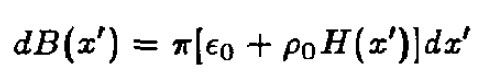 dB(x′) = π[ϵ₀ + ρ₀H(x′)]dx′